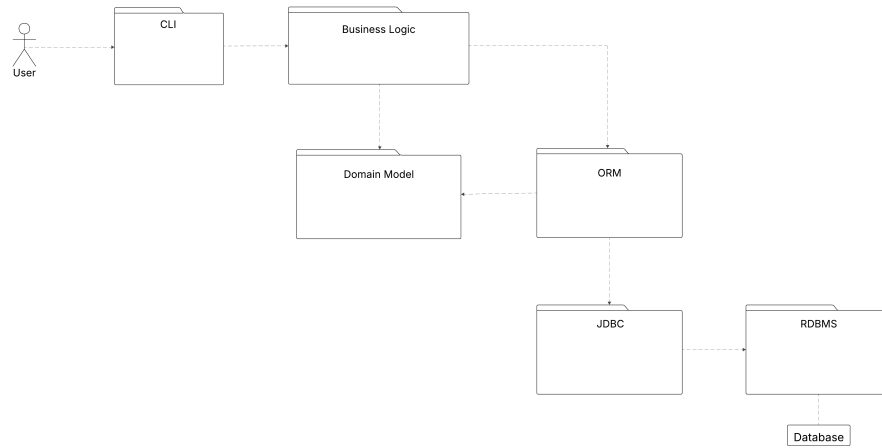 CLI
Business Logic
User
Domain Model
ORM
JDBC
RDBMS
Database